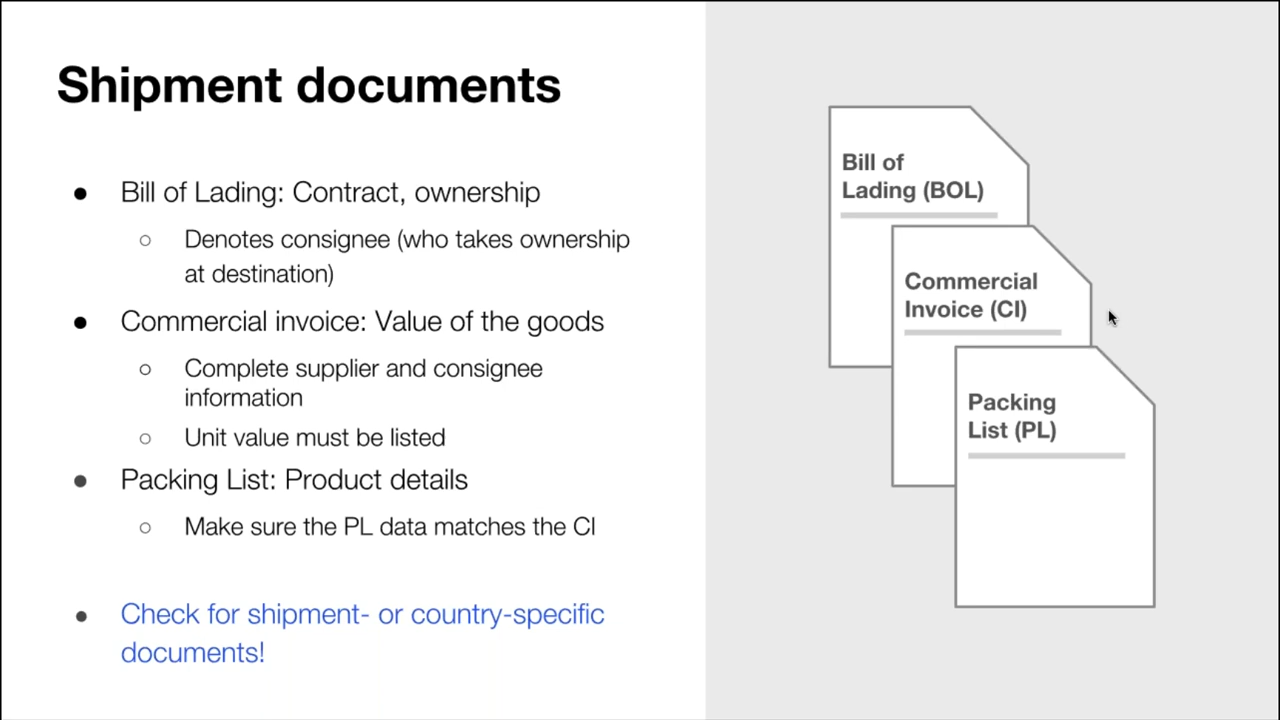 Shipment documents
Bill of Lading: Contract, ownership
Denotes consignee (who takes ownership
at destination)
Commercial invoice: Value of the goods
Complete supplier and consignee
information
Unit value must be listed
Packing List: Product details
Make sure the PL data matches the CI
Check for shipment- or country-specific
documents!
Bill of
Lading (BOL)
Commercial
Invoice (CI)
Packing
List (PL)